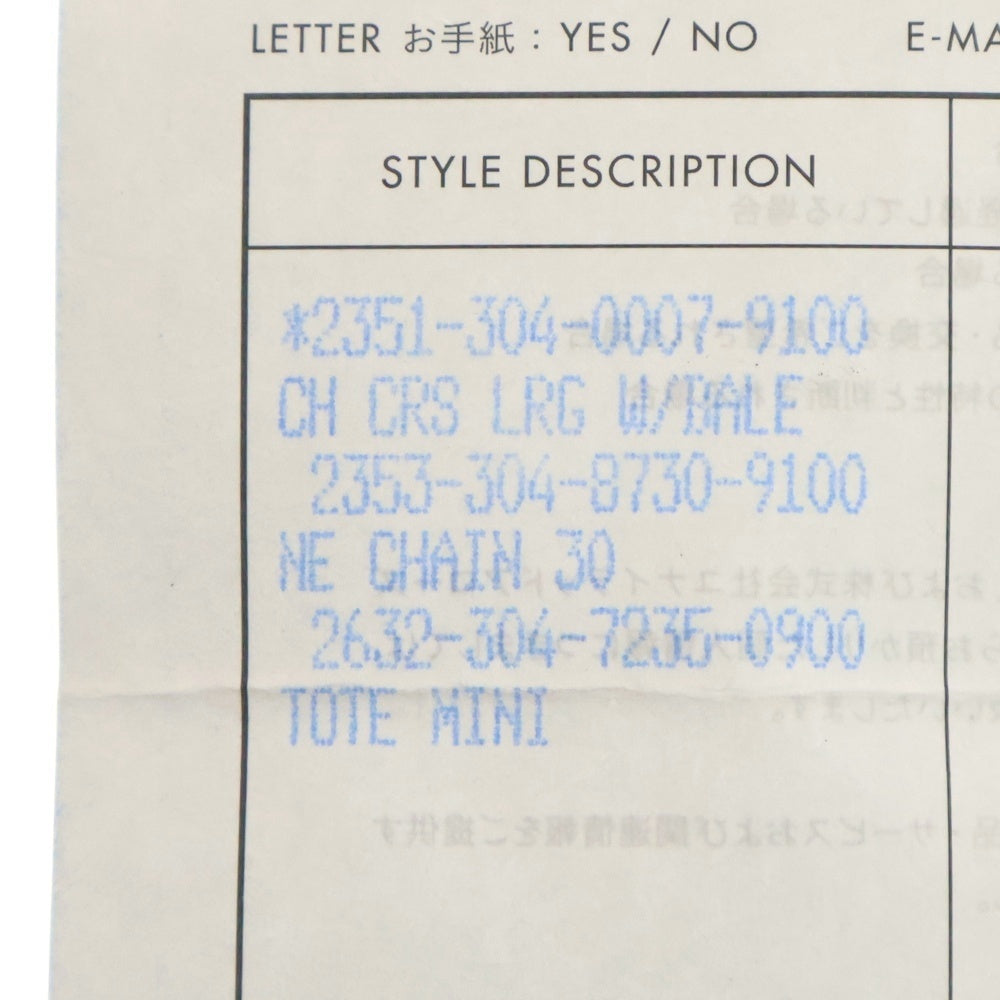 LETTER お手紙 : YES / NO E-MA
STYLE DESCRIPTION
*2351-304-0007-9100
CH CRS LRG W/BALE
2353-304-8730-9100
NE CHAIN 30
2632-304-7235-0900
TOTE MINI